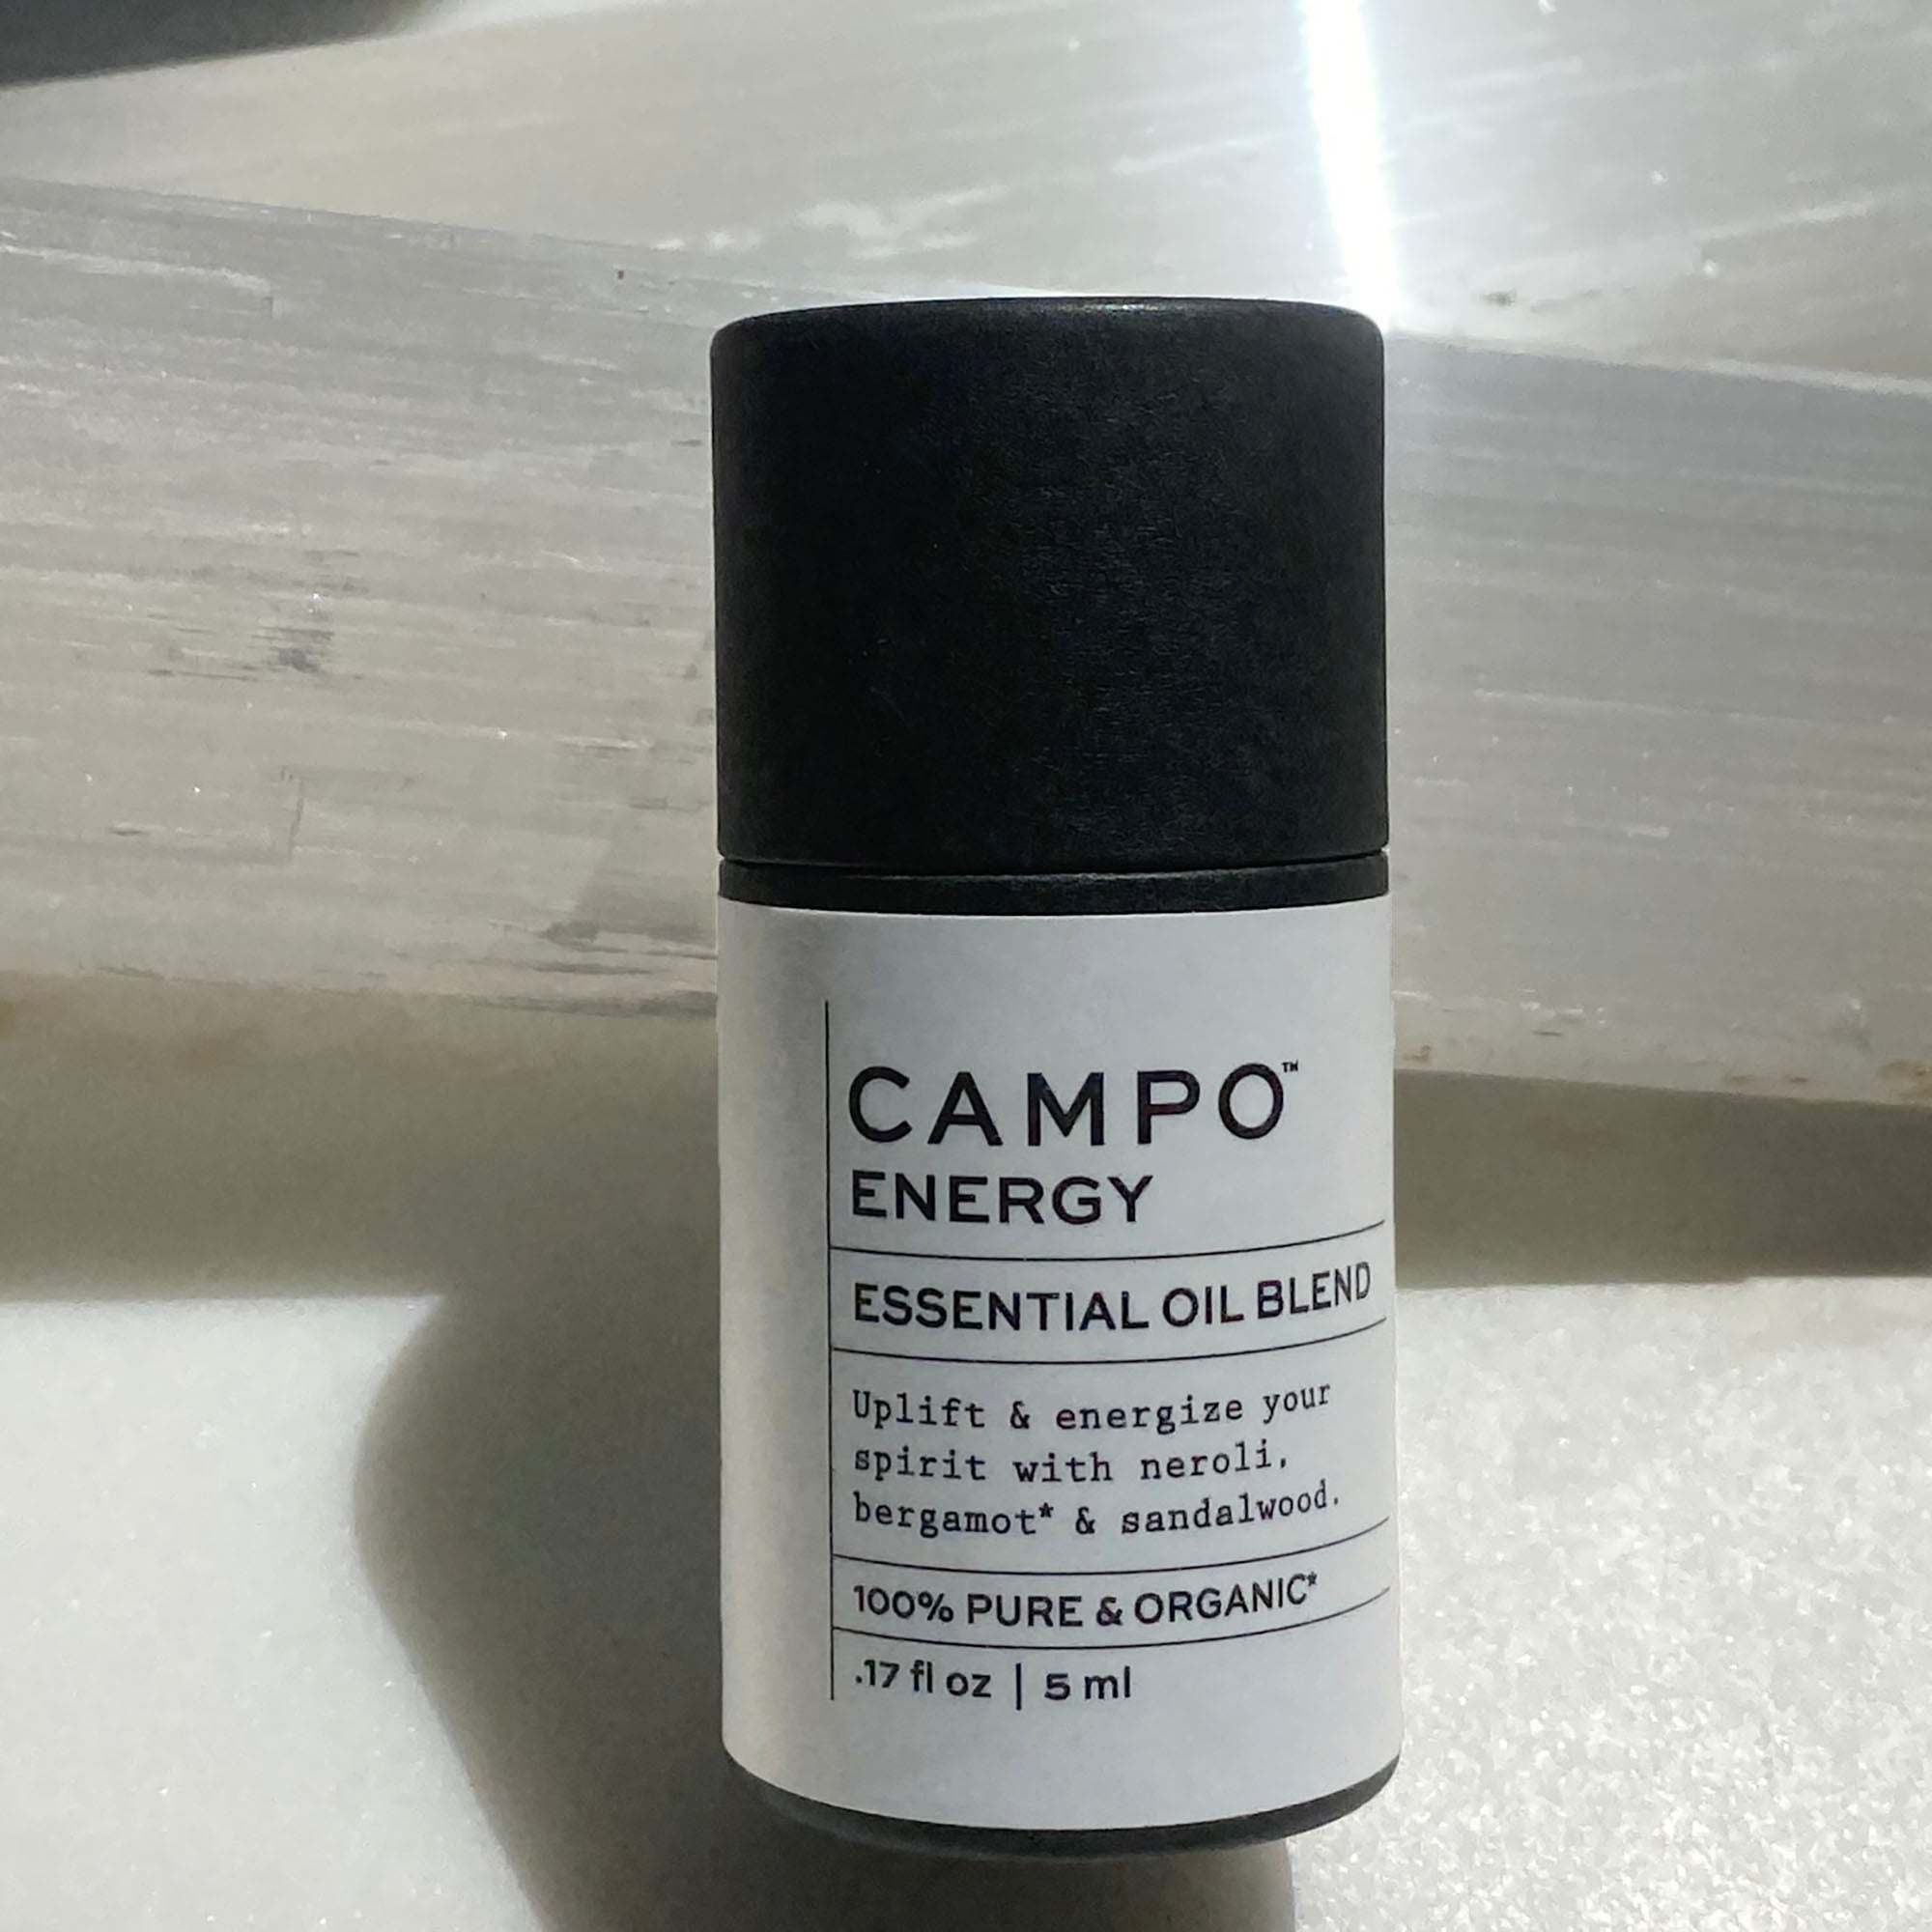 CAMPO™
ENERGY
ESSENTIAL OIL BLEND
Uplift & energize your
spirit with neroli,
bergamot* & sandalwood.
100% PURE & ORGANIC*
.17 fl oz | 5 ml